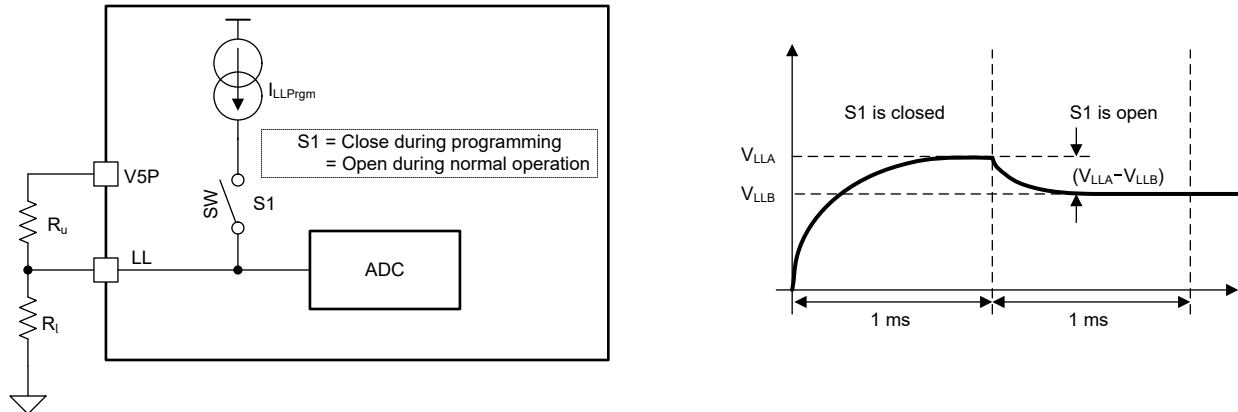 I_LLPrgm
S1 = Close during programming
= Open during normal operation
V5P
SW
S1
R_u
LL
ADC
R_l
S1 is closed
S1 is open
V_LLA
(V_LLA−V_LLB)
V_LLB
1 ms
1 ms